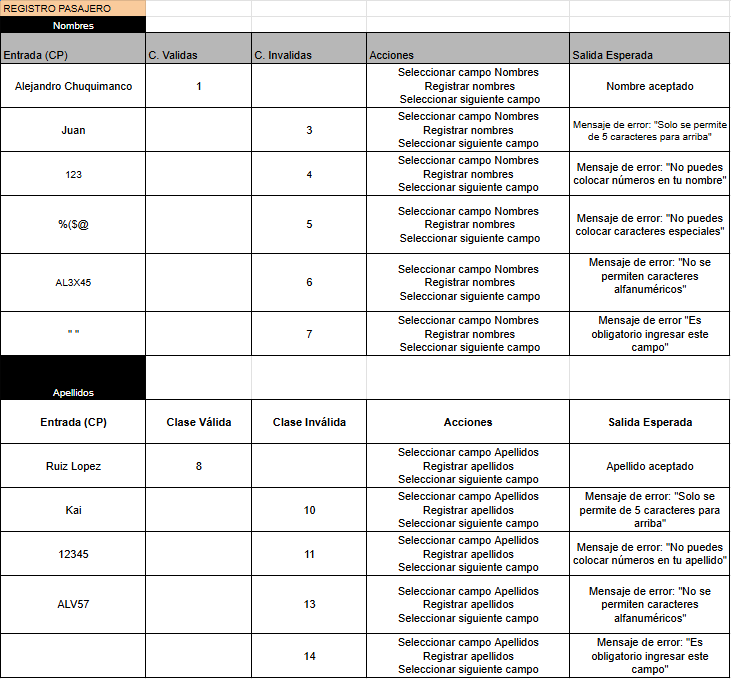 REGISTRO PASAJERO
Nombres
Entrada (CP) C. Validas C. Invalidas Acciones Salida Esperada
Alejandro Chuquimanco 1 Seleccionar campo Nombres
Registrar nombres
Seleccionar siguiente campo Nombre aceptado
Juan 3 Seleccionar campo Nombres
Registrar nombres
Seleccionar siguiente campo Mensaje de error: "Solo se permite
de 5 caracteres para arriba"
123 4 Seleccionar campo Nombres
Registrar nombres
Seleccionar siguiente campo Mensaje de error: "No puedes
colocar números en tu nombre"
%($@ 5 Seleccionar campo Nombres
Registrar nombres
Seleccionar siguiente campo Mensaje de error: "No puedes
colocar caracteres especiales"
AL3X45 6 Seleccionar campo Nombres
Registrar nombres
Seleccionar siguiente campo Mensaje de error: "No se
permiten caracteres
alfanuméricos"
" " 7 Seleccionar campo Nombres
Registrar nombres
Seleccionar siguiente campo Mensaje de error "Es
obligatorio ingresar este
campo"
Apellidos
Entrada (CP) Clase Válida Clase Inválida Acciones Salida Esperada
Ruiz Lopez 8 Seleccionar campo Apellidos
Registrar apellidos
Seleccionar siguiente campo Apellido aceptado
Kai 10 Seleccionar campo Apellidos
Registrar apellidos
Seleccionar siguiente campo Mensaje de error: "Solo se
permite de 5 caracteres para
arriba"
12345 11 Seleccionar campo Apellidos
Registrar apellidos
Seleccionar siguiente campo Mensaje de error: "No puedes
colocar números en tu apellido"
ALV57 13 Seleccionar campo Apellidos
Registrar apellidos
Seleccionar siguiente campo Mensaje de error: "No se
permiten caracteres
alfanuméricos"
14 Seleccionar campo Apellidos
Registrar apellidos
Seleccionar siguiente campo Mensaje de error: "Es
obligatorio ingresar este
campo"